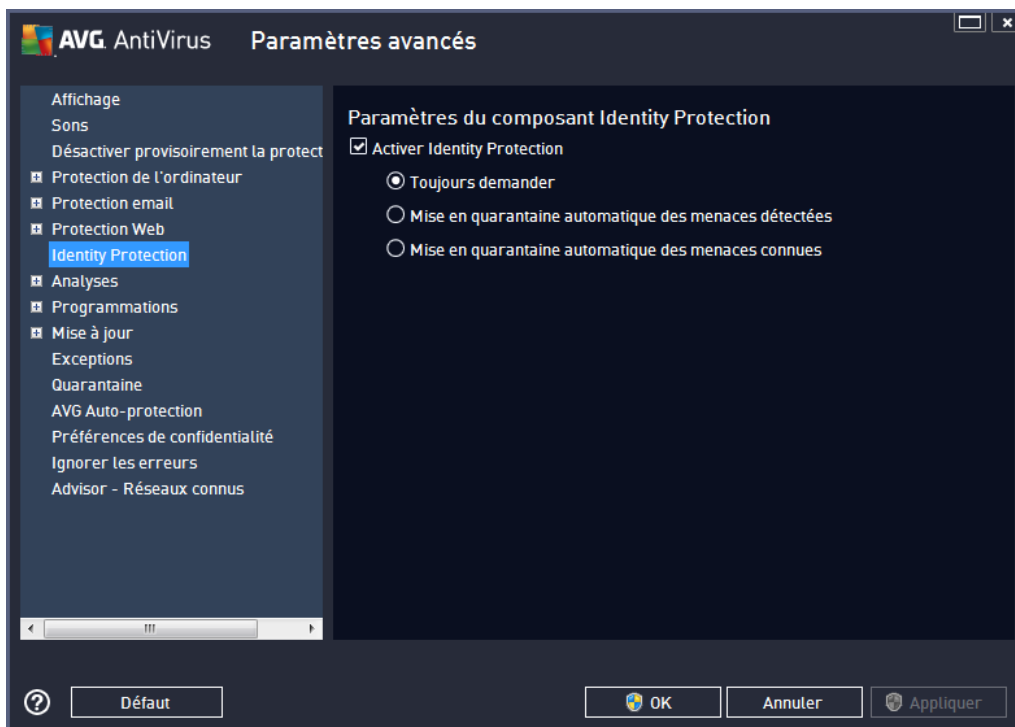 AVG. AntiVirus Paramètres avancés
Affichage
Sons
Désactiver provisoirement la protect
Protection de l'ordinateur
Protection email
Protection Web
Identity Protection
Analyses
Programmations
Mise à jour
Exceptions
Quarantaine
AVG Auto-protection
Préférences de confidentialité
Ignorer les erreurs
Advisor - Réseaux connus
Paramètres du composant Identity Protection
Activer Identity Protection
Toujours demander
Mise en quarantaine automatique des menaces détectées
Mise en quarantaine automatique des menaces connues
? Défaut OK Annuler Appliquer